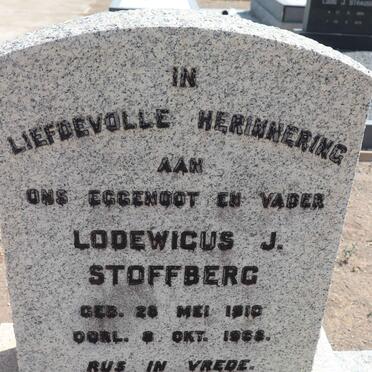 IN
LIEFDEVOLLE HERINNERING
AAN
ONS EGGENOOT EN VADER
LODEWICUS J.
STOFFBERG
GEB. 28 MEI 1910
OORL. 8 OKT. 1968.
RUS IN VREDE.